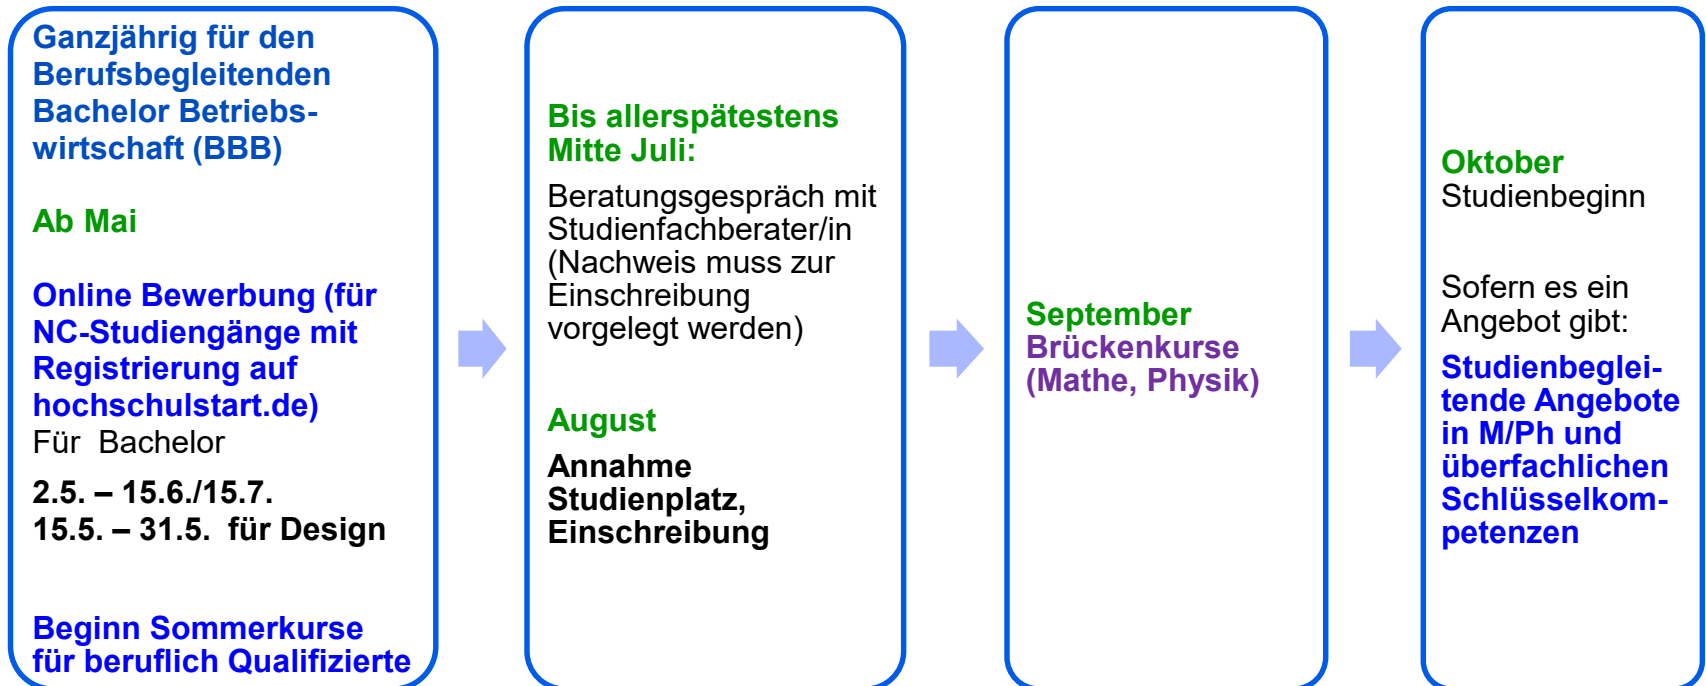 Ganzjährig für den
Berufsbegleitenden
Bachelor Betriebs-
wirtschaft (BBB)
Ab Mai
Online Bewerbung (für
NC-Studiengänge mit
Registrierung auf
hochschulstart.de)
Für Bachelor
2.5. – 15.6./15.7.
15.5. – 31.5. für Design
Beginn Sommerkurse
für beruflich Qualifizierte
Bis allerspätestens
Mitte Juli:
Beratungsgespräch mit
Studienfachberater/in
(Nachweis muss zur
Einschreibung
vorgelegt werden)
August
Annahme
Studienplatz,
Einschreibung
September
Brückenkurse
(Mathe, Physik)
Oktober
Studienbeginn
Sofern es ein
Angebot gibt:
Studienbeglei-
tende Angebote
in M/Ph und
überfachlichen
Schlüsselkom-
petenzen